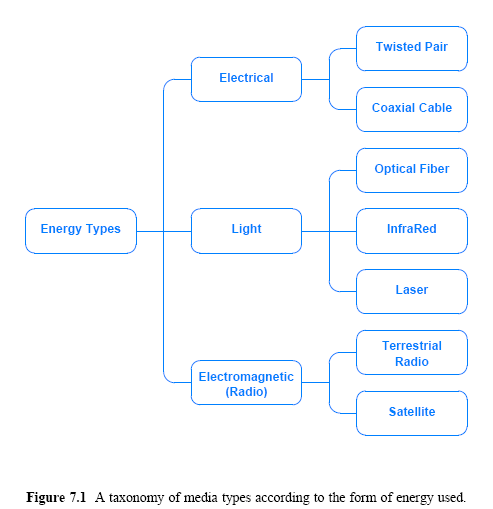 Energy Types
Electrical
Twisted Pair
Coaxial Cable
Light
Optical Fiber
InfraRed
Laser
Electromagnetic
(Radio)
Terrestrial
Radio
Satellite
Figure 7.1 A taxonomy of media types according to the form of energy used.